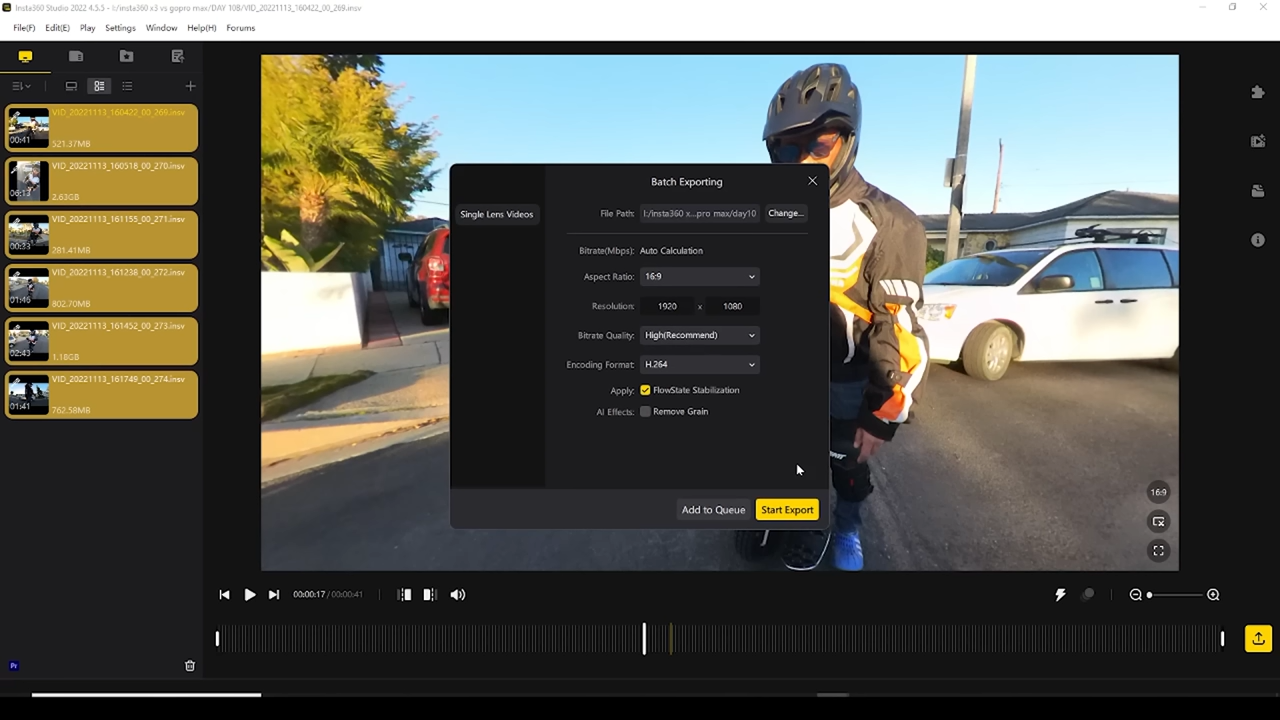 Insta360 Studio 2022 4.5.5 - I:/insta360 x3 vs gopro max/DAY 108/VID_20221113_160422_00_269.insv
File(F) Edit(E) Play Settings Window Help(H) Forums
VID_20221113_160422_00_269.insv
00:41
521.37MB
VID_20221113_160518_00_270.insv
06:13
2.63GB
VID_20221113_161155_00_271.insv
00:33
281.41MB
VID_20221113_161238_00_272.insv
01:46
802.70MB
VID_20221113_161452_00_273.insv
02:43
1.18GB
VID_20221113_161749_00_274.insv
01:41
762.58MB
Batch Exporting
Single Lens Videos
File Path: I:/insta360 x...pro max/day10 Change...
Bitrate(Mbps): Auto Calculation
Aspect Ratio: 16:9
Resolution: 1920 x 1080
Bitrate Quality: High(Recommend)
Encoding Format: H.264
Apply: FlowState Stabilization
AI Effects: Remove Grain
Add to Queue Start Export
16:9
00:00:17 / 00:00:41
Pr